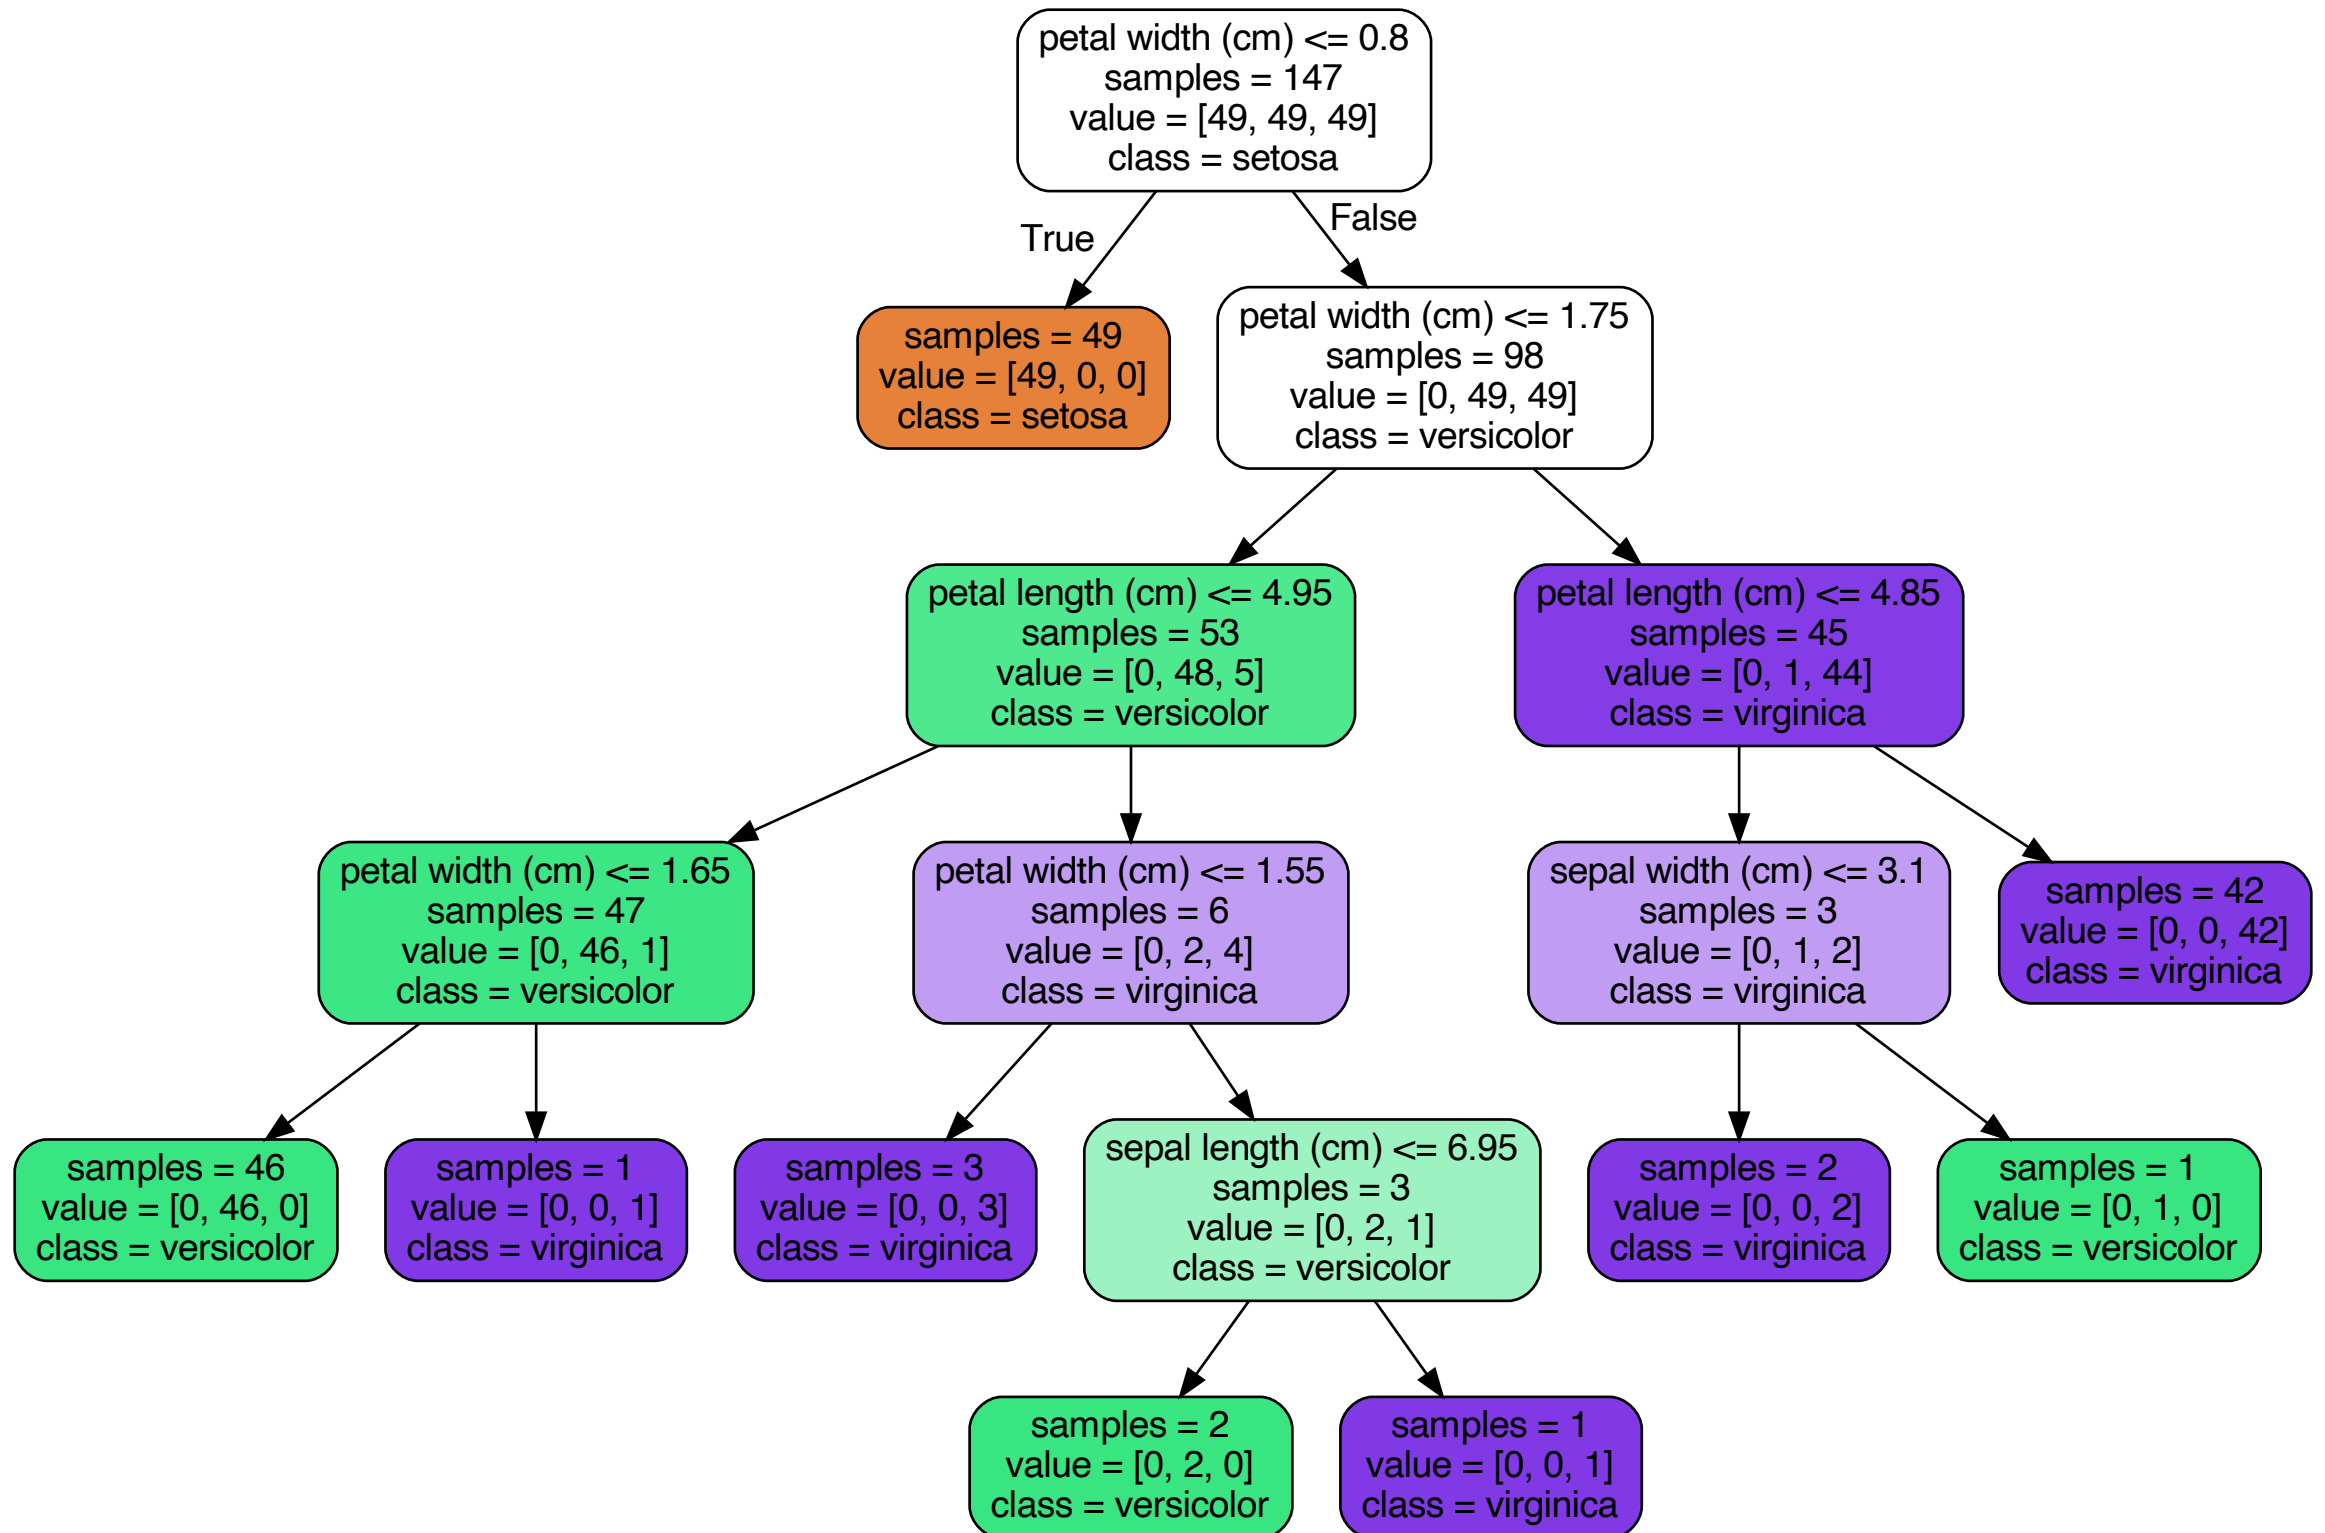 petal width (cm) <= 0.8
samples = 147
value = [49, 49, 49]
class = setosa
True
False
samples = 49
value = [49, 0, 0]
class = setosa
petal width (cm) <= 1.75
samples = 98
value = [0, 49, 49]
class = versicolor
petal length (cm) <= 4.95
samples = 53
value = [0, 48, 5]
class = versicolor
petal length (cm) <= 4.85
samples = 45
value = [0, 1, 44]
class = virginica
petal width (cm) <= 1.65
samples = 47
value = [0, 46, 1]
class = versicolor
petal width (cm) <= 1.55
samples = 6
value = [0, 2, 4]
class = virginica
sepal width (cm) <= 3.1
samples = 3
value = [0, 1, 2]
class = virginica
samples = 42
value = [0, 0, 42]
class = virginica
samples = 46
value = [0, 46, 0]
class = versicolor
samples = 1
value = [0, 0, 1]
class = virginica
samples = 3
value = [0, 0, 3]
class = virginica
sepal length (cm) <= 6.95
samples = 3
value = [0, 2, 1]
class = versicolor
samples = 2
value = [0, 0, 2]
class = virginica
samples = 1
value = [0, 1, 0]
class = versicolor
samples = 2
value = [0, 2, 0]
class = versicolor
samples = 1
value = [0, 0, 1]
class = virginica